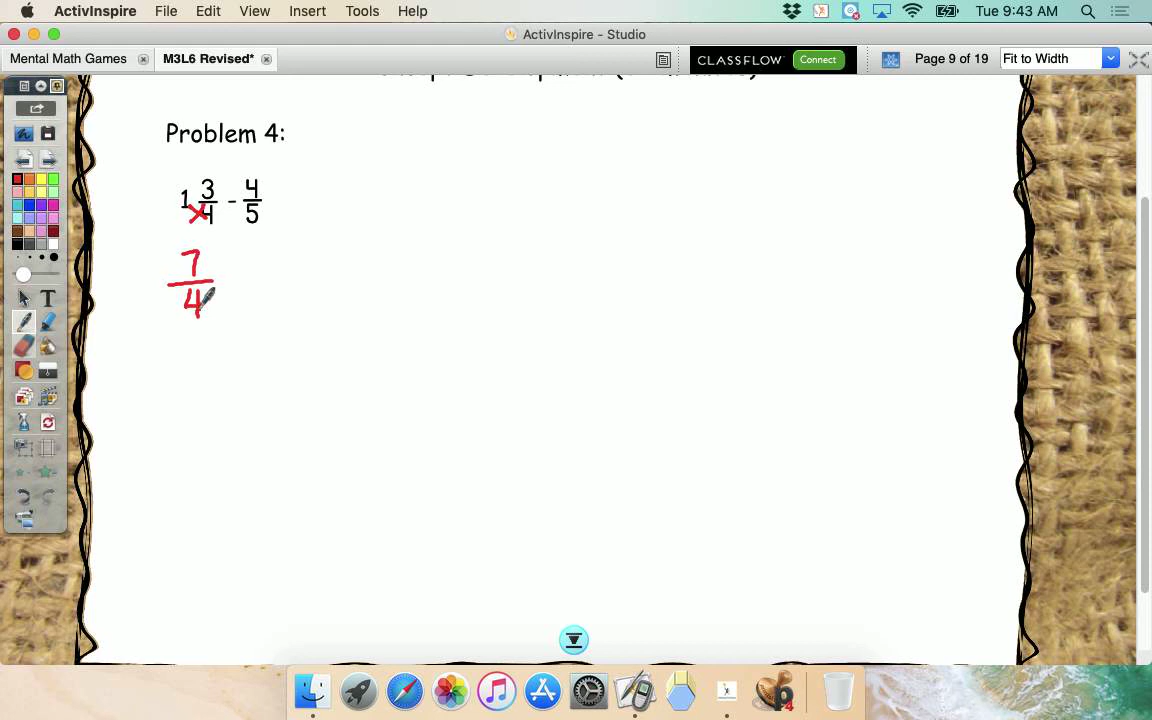 ActivInspire File Edit View Insert Tools Help Tue 9:43 AM
ActivInspire - Studio
Mental Math Games M3L6 Revised* CLASSFLOW Connect Page 9 of 19 Fit to Width
Problem 4:
1 3/4 - 4/5
7/4